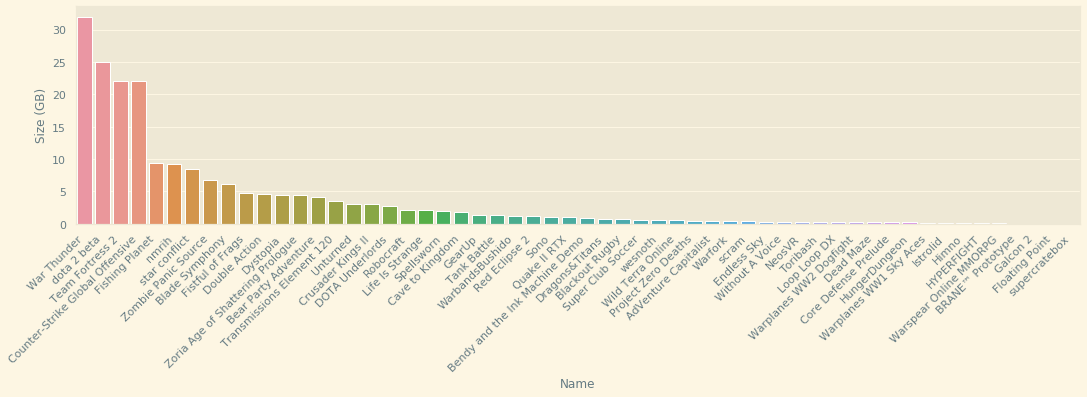 Size (GB)
30
25
20
15
10
5
0
War Thunder
dota 2 beta
Team Fortress 2
Counter-Strike Global Offensive
Fishing Planet
nnnrih
star conflict
Zombie Panic Source
Blade Symphony
Fistful of Frags
Double Action
Dystopia
Zoria Age of Shattering Prologue
Bear Party Adventure
Transmissions Element 120
Unturned
Crusader Kings II
DOTA Underlords
Robocraft
Life Is Strange
Spellsworn
Cave to Kingdom
GearUp
Tank Battle
WarbandsBushido
Red Eclipse 2
Sono
Quake II RTX
Bendy and the Ink Machine Demo
Dragons&Titans
Blackout Rugby
Super Club Soccer
wesnoth
Wild Terra Online
Project Zero Deaths
AdVenture Capitalist
Warfork
scram
Endless Sky
Without A Voice
NeosVR
Toribash
Loop Loop DX
Warplanes WW2 Dogfight
Dead Maze
Core Defense Prelude
HungerDungeon
Warplanes WW1 Sky Aces
Istrolid
Himno
HYPERFIGHT
Warspear Online MMORPG
BRANE™ Prototype
Galcon 2
Floating Point
supercratebox
Name